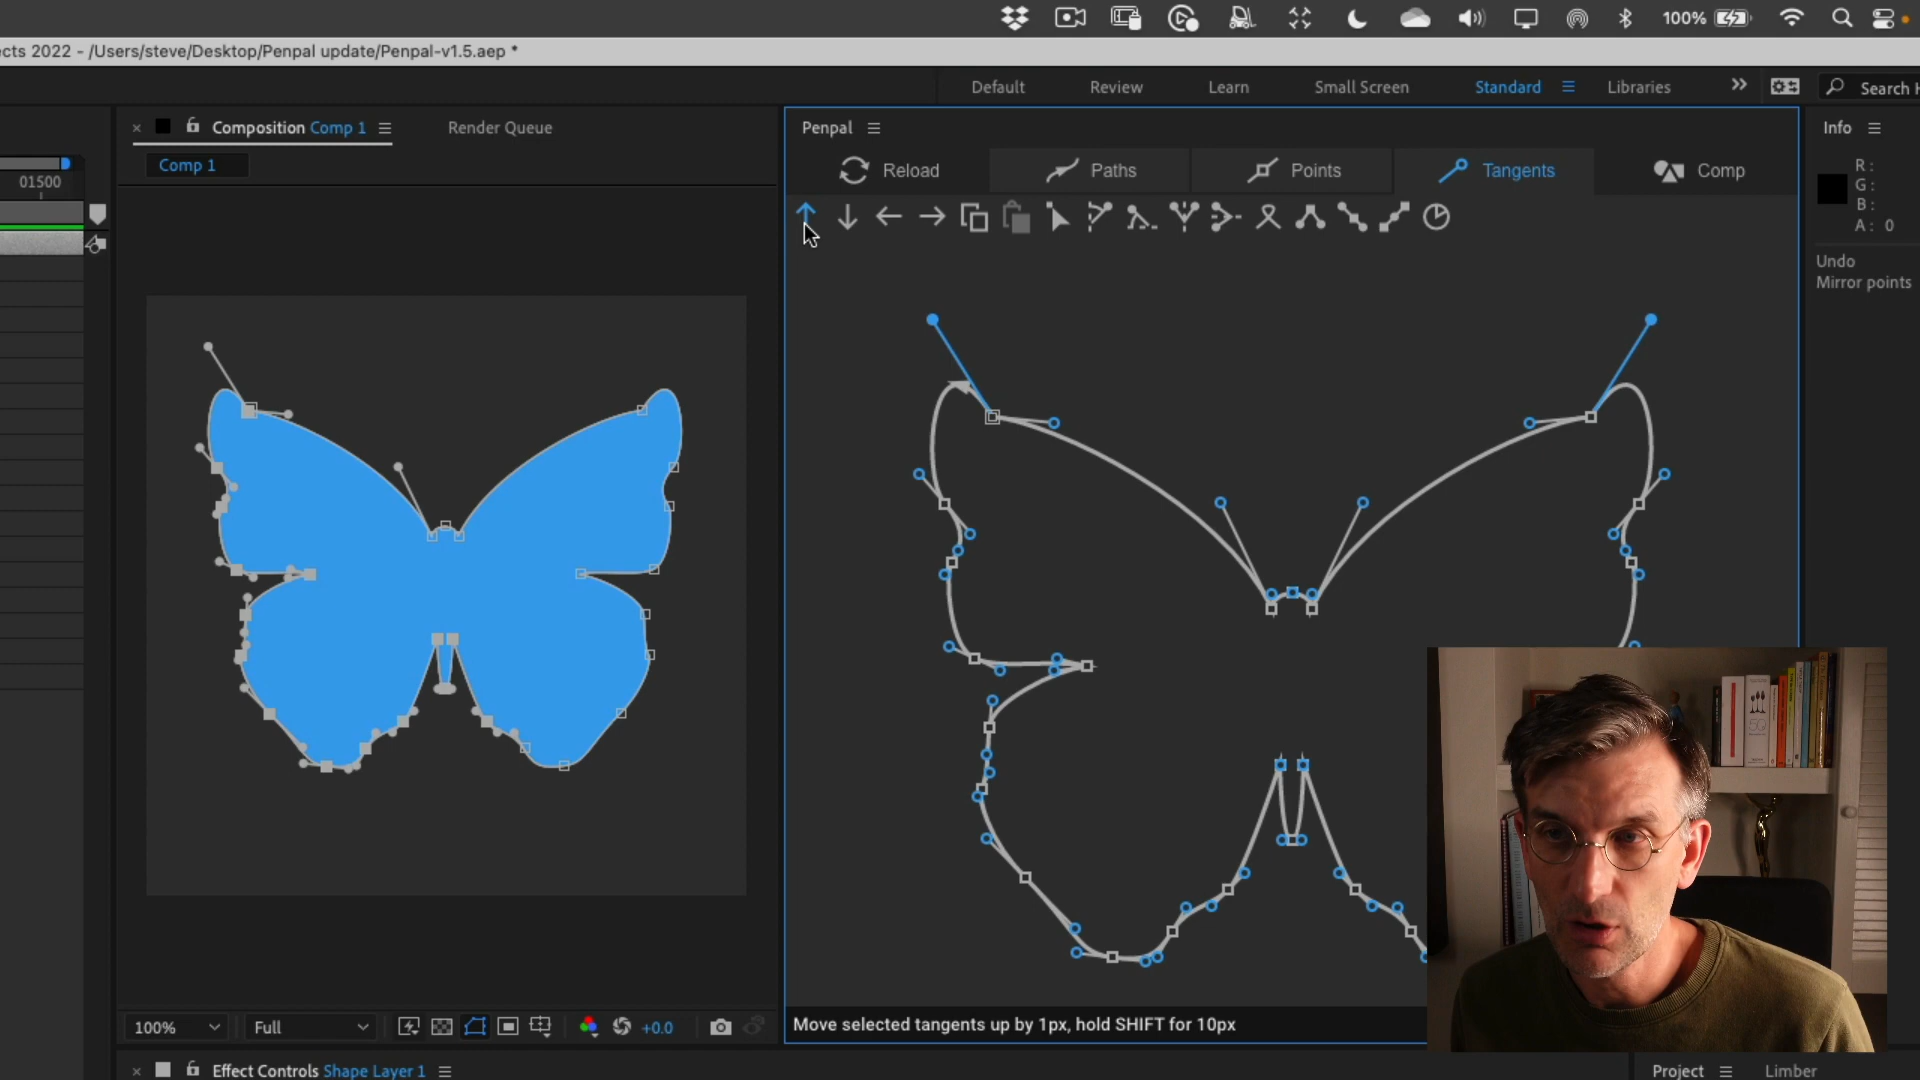 100%
ects 2022 - /Users/steve/Desktop/Penpal update/Penpal-v1.5.aep *
Default Review Learn Small Screen Standard Libraries Search H
Composition Comp 1 Render Queue
Penpal
Info
Comp 1
Reload Paths Points Tangents Comp
01500
R :
G :
B :
A : 0
Undo
Mirror points
100% Full +0.0
Move selected tangents up by 1px, hold SHIFT for 10px
Effect Controls Shape Layer 1
Project Limber